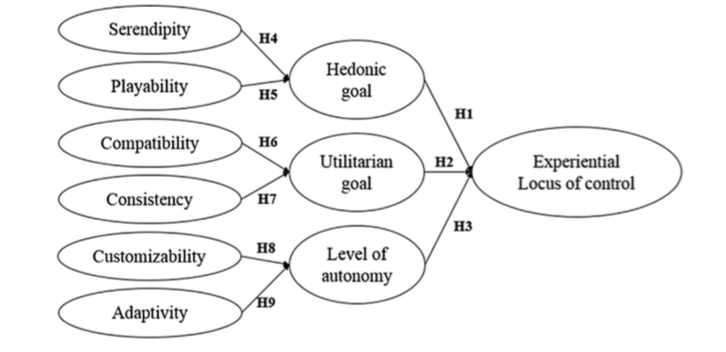 Serendipity
H4
Playability
H5
Hedonic
goal
H1
Compatibility
H6
Consistency
H7
Utilitarian
goal
H2
Experiential
Locus of control
Customizability
H8
Adaptivity
H9
Level of
autonomy
H3